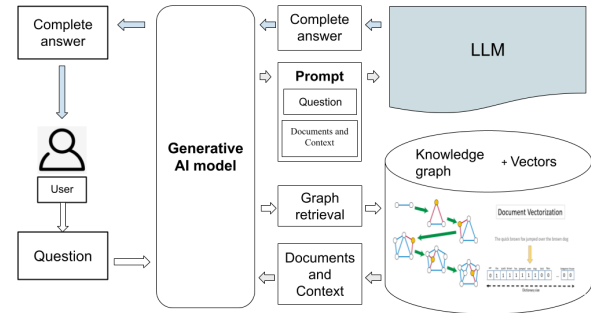 Complete
answer
Complete
answer
LLM
Prompt
Question
Documents and
Context
Generative
AI model
User
Knowledge
graph
+ Vectors
Graph
retrieval
Document Vectorization
Question
Documents
and
Context